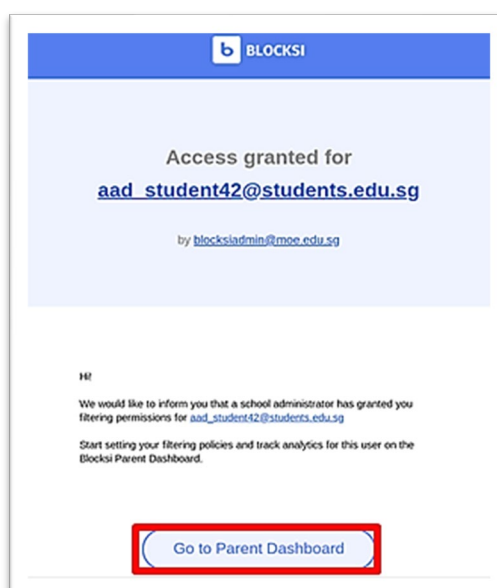 b BLOCKSI
Access granted for
aad_student42@students.edu.sg
by blocksiadmin@moe.edu.sg
Hi!
We would like to inform you that a school administrator has granted you
filtering permissions for aad_student42@students.edu.sg
Start setting your filtering policies and track analytics for this user on the
Blocksi Parent Dashboard.
Go to Parent Dashboard